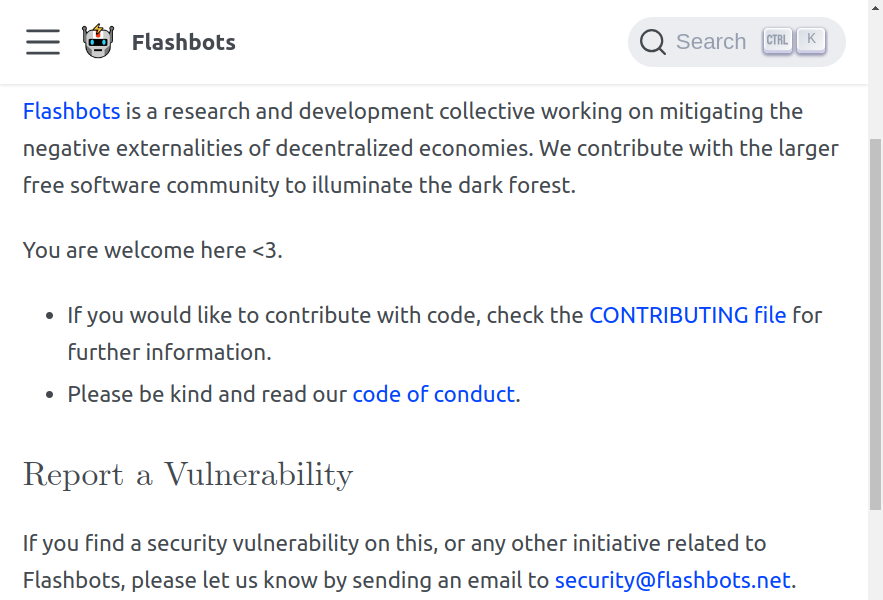 Flashbots
Search CTRL K
Flashbots is a research and development collective working on mitigating the
negative externalities of decentralized economies. We contribute with the larger
free software community to illuminate the dark forest.
You are welcome here <3.
• If you would like to contribute with code, check the CONTRIBUTING file for
further information.
• Please be kind and read our code of conduct.
Report a Vulnerability
If you find a security vulnerability on this, or any other initiative related to
Flashbots, please let us know by sending an email to security@flashbots.net.